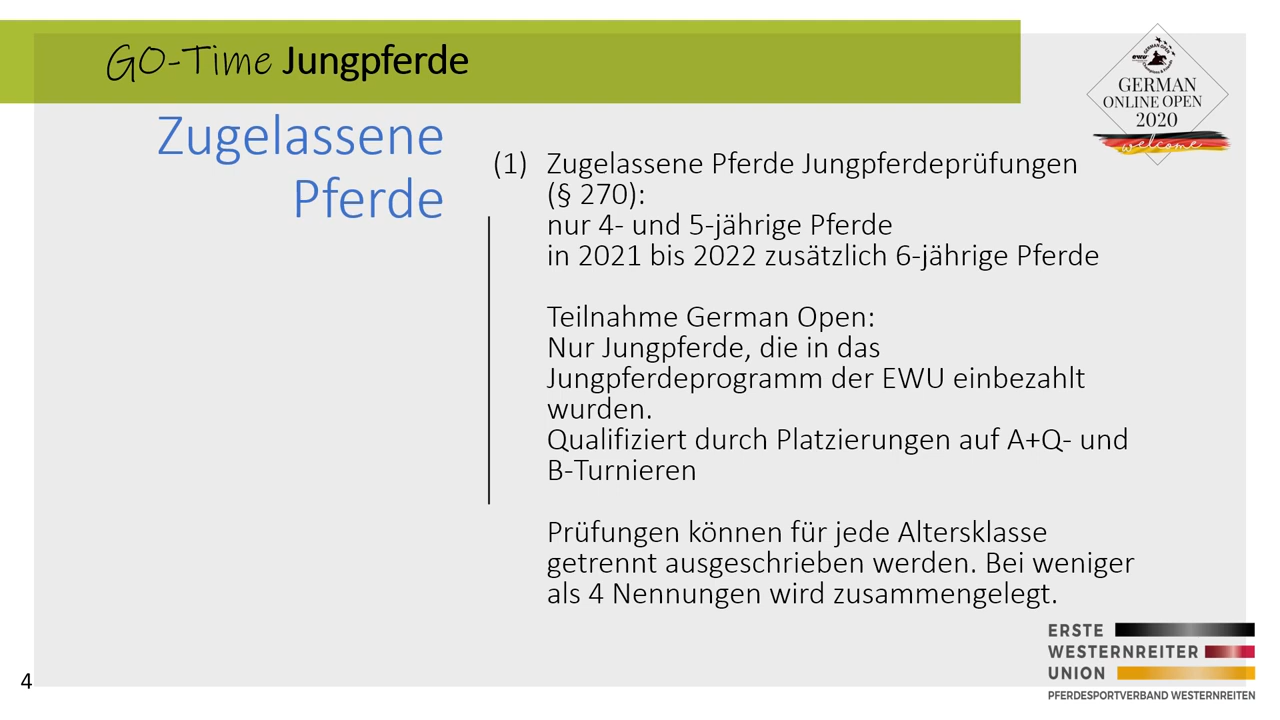 GO-Time Jungpferde
Zugelassene
Pferde
(1) Zugelassene Pferde Jungpferdeprüfungen
(§ 270):
nur 4- und 5-jährige Pferde
in 2021 bis 2022 zusätzlich 6-jährige Pferde
Teilnahme German Open:
Nur Jungpferde, die in das
Jungpferdeprogramm der EWU einbezahlt
wurden.
Qualifiziert durch Platzierungen auf A+Q- und
B-Turnieren
Prüfungen können für jede Altersklasse
getrennt ausgeschrieben werden. Bei weniger
als 4 Nennungen wird zusammengelegt.
ewu
GERMAN OPEN
GERMAN
ONLINE OPEN
2020
welcome
ERSTE
WESTERNREITER
UNION
PFERDESPORTVERBAND WESTERNREITEN
4